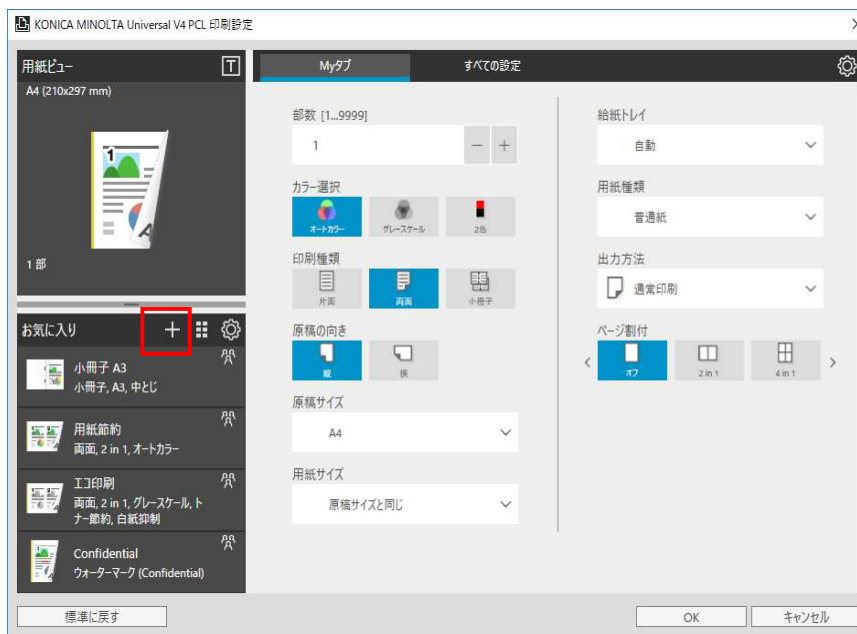 KONICA MINOLTA Universal V4 PCL 印刷設定
用紙ビュー
T
A4 (210x297 mm)
1
1 部
お気に入り
小冊子 A3
小冊子, A3, 中とじ
用紙節約
両面, 2 in 1, オートカラー
エコ印刷
両面, 2 in 1, グレースケール, ト
ナー節約, 白紙抑制
Confidential
ウォーターマーク (Confidential)
Myタブ
すべての設定
部数 [1...9999]
1
カラー選択
オートカラー
グレースケール
2色
印刷種類
片面
両面
小冊子
原稿の向き
縦
横
原稿サイズ
A4
用紙サイズ
原稿サイズと同じ
給紙トレイ
自動
用紙種類
普通紙
出力方法
通常印刷
ページ割付
オフ
2 in 1
4 in 1
標準に戻す
OK
キャンセル